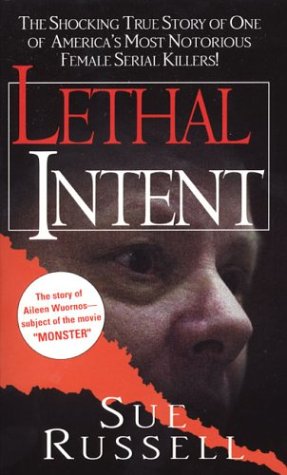 THE SHOCKING TRUE STORY OF ONE
OF AMERICA'S MOST NOTORIOUS
FEMALE SERIAL KILLERS!
LETHAL
INTENT
The story of
Aileen Wuornos—
subject of the movie
"MONSTER"
SUE
RUSSELL